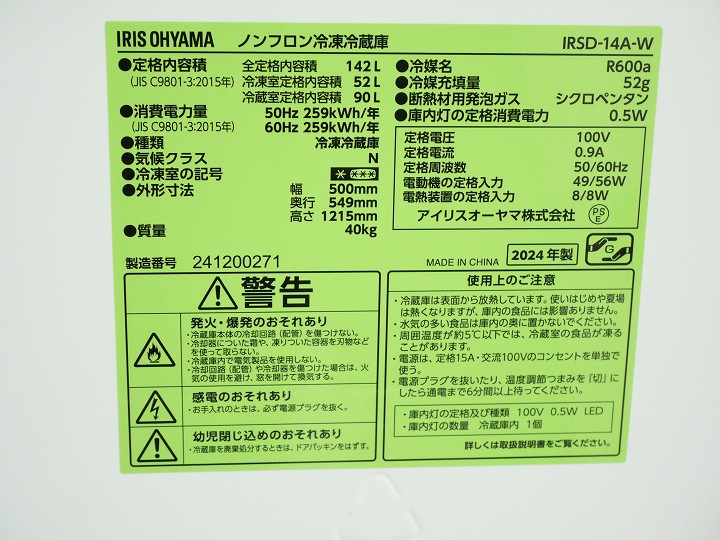 IRIS OHYAMA ノンフロン冷凍冷蔵庫 IRSD-14A-W
●定格内容積 全定格内容積 142L
(JIS C9801-3:2015年) 冷凍室定格内容積 52L
冷蔵室定格内容積 90L
●消費電力量 50Hz 259kWh/年
(JIS C9801-3:2015年) 60Hz 259kWh/年
●種類 冷凍冷蔵庫
●気候クラス N
●冷凍室の記号
●外形寸法 幅 500mm
奥行 549mm
高さ 1215mm
●質量 40kg
製造番号 241200271
●冷媒名 R600a
●冷媒充填量 52g
●断熱材用発泡ガス シクロペンタン
●庫内灯の定格消費電力 0.5W
定格電圧 100V
定格電流 0.9A
定格周波数 50/60Hz
電動機の定格入力 49/56W
電熱装置の定格入力 8/8W
アイリスオーヤマ株式会社 PSE
MADE IN CHINA 2024年製 G
警告
発火・爆発のおそれあり
・冷蔵庫本体の冷却回路(配管)を傷つけない。
・冷却器についた霜や、凍りついた容器を刃物など
を使って取らない。
・冷蔵庫内で電気製品を使用しない。
・冷却回路(配管)や冷却器を傷つけた場合は、火
気の使用を避け、窓を開けて換気する。
感電のおそれあり
・お手入れのときは、必ず電源プラグを抜く。
幼児閉じ込めのおそれあり
・冷蔵庫を廃棄処分するときは、ドアパッキンをはずす。
使用上のご注意
・冷蔵庫は表面から放熱しています。使いはじめや夏場
は熱くなりますが、庫内の食品には影響ありません。
・水気の多い食品は庫内の奥に置かないでください。
・周囲温度が約5℃以下では、冷蔵室の食品が凍る
ことがあります。
・電源は、定格15A・交流100Vのコンセントを単独で
使う。
・電源プラグを抜いたり、温度調節つまみを「切」に
したら通電まで6分間以上待ってください。
・庫内灯の定格及び種類 100V 0.5W LED
・庫内灯の数量 冷蔵庫内 1個
詳しくは取扱説明書をご覧ください。